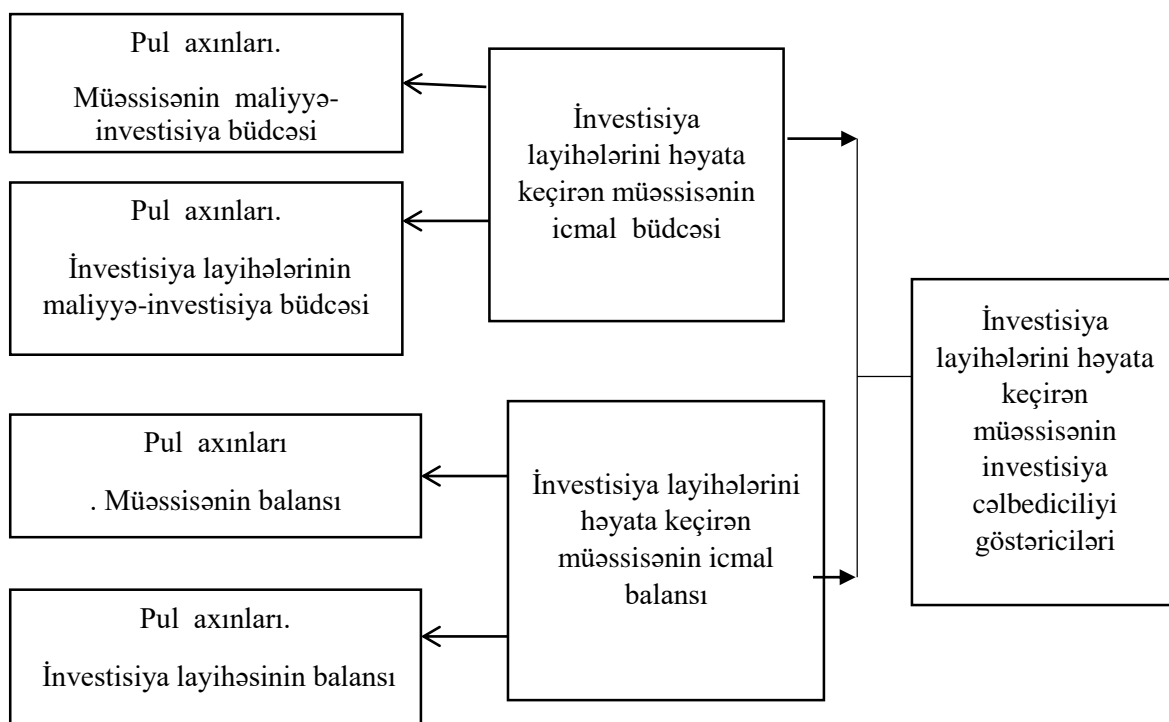 Pul axınları.
Müəssisənin maliyyə-
investisiya büdcəsi
Pul axınları.
İnvestisiya layihələrinin
maliyyə-investisiya büdcəsi
İnvestisiya
layihələrini həyata
keçirən müəssisənin
icmal büdcəsi
Pul axınları
. Müəssisənin balansı
Pul axınları.
İnvestisiya layihəsinin balansı
İnvestisiya layihələrini
həyata keçirən
müəssisənin icmal
balansı
İnvestisiya
layihələrini həyata
keçirən
müəssisənin
investisiya
cəlbediciliyi
göstəriciləri